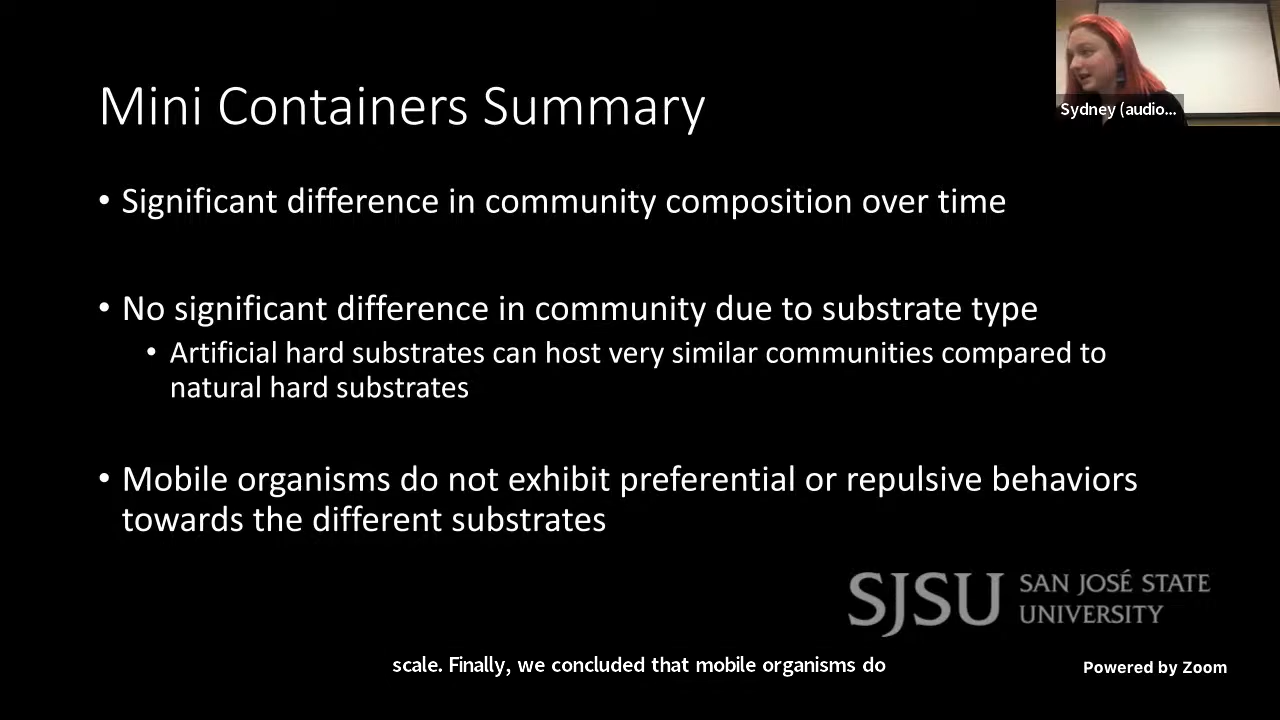 Sydney (audio...
Mini Containers Summary
• Significant difference in community composition over time
• No significant difference in community due to substrate type
• Artificial hard substrates can host very similar communities compared to
natural hard substrates
• Mobile organisms do not exhibit preferential or repulsive behaviors
towards the different substrates
SJSU SAN JOSÉ STATE
UNIVERSITY
scale. Finally, we concluded that mobile organisms do
Powered by Zoom